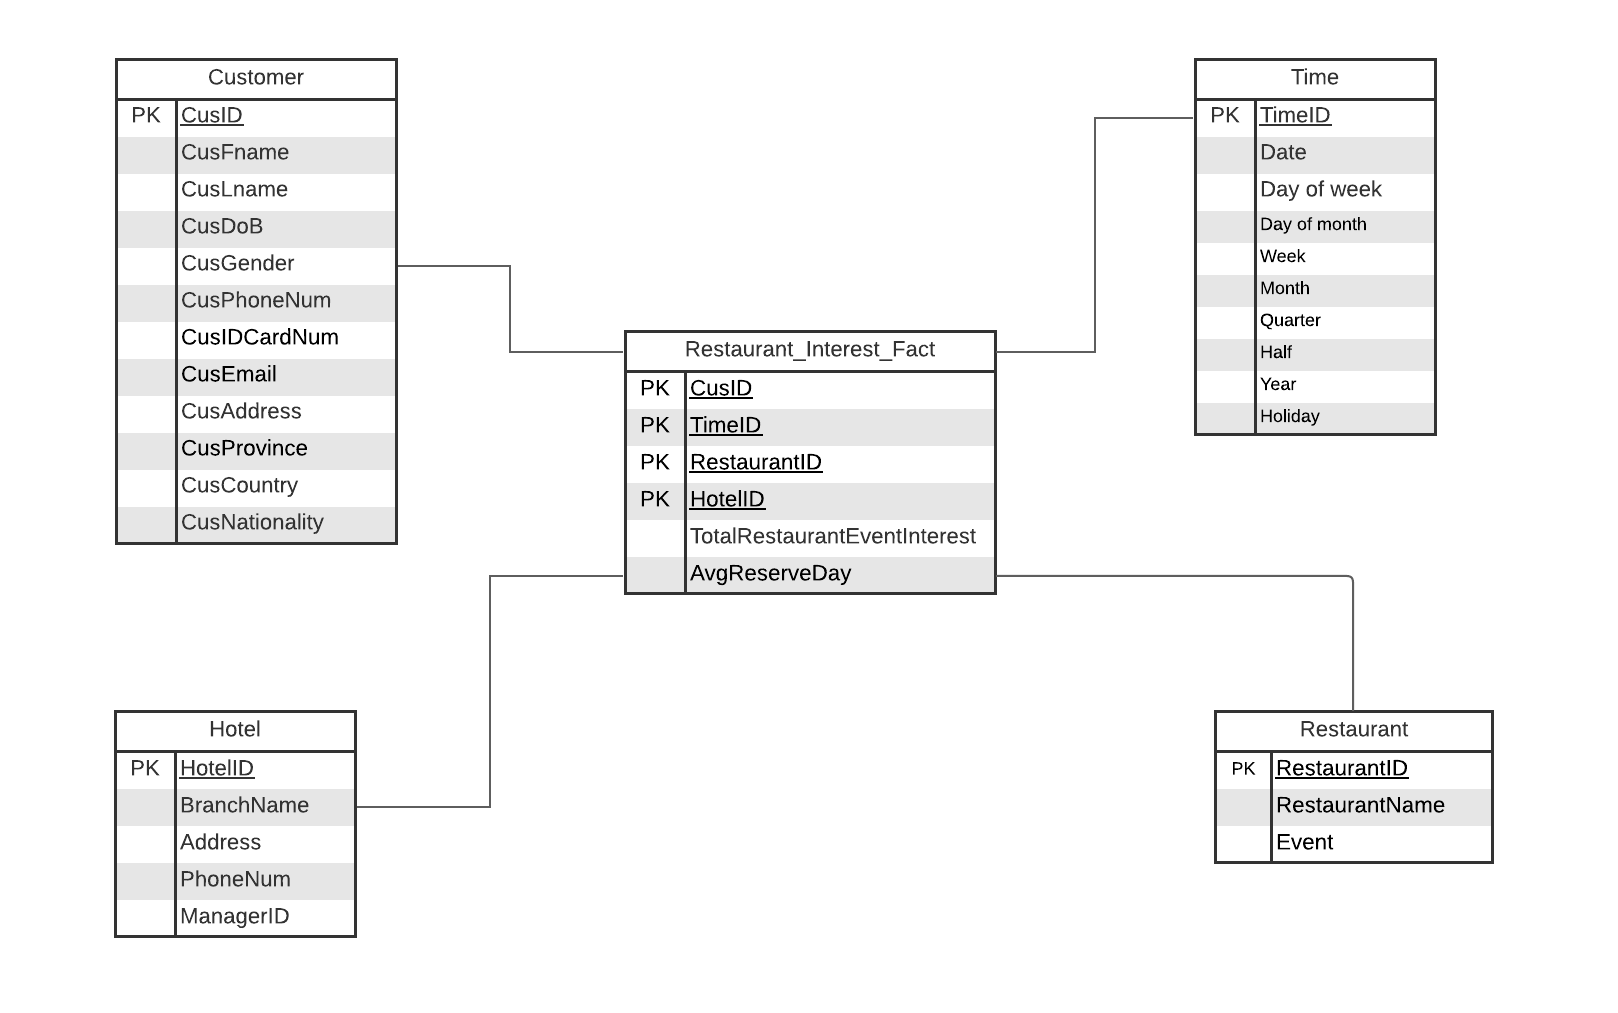 Customer
PK CusID
CusFname
CusLname
CusDoB
CusGender
CusPhoneNum
CusIDCardNum
CusEmail
CusAddress
CusProvince
CusCountry
CusNationality
Time
PK TimeID
Date
Day of week
Day of month
Week
Month
Quarter
Half
Year
Holiday
Restaurant_Interest_Fact
PK CusID
PK TimeID
PK RestaurantID
PK HotelID
TotalRestaurantEventInterest
AvgReserveDay
Hotel
PK HotelID
BranchName
Address
PhoneNum
ManagerID
Restaurant
PK RestaurantID
RestaurantName
Event